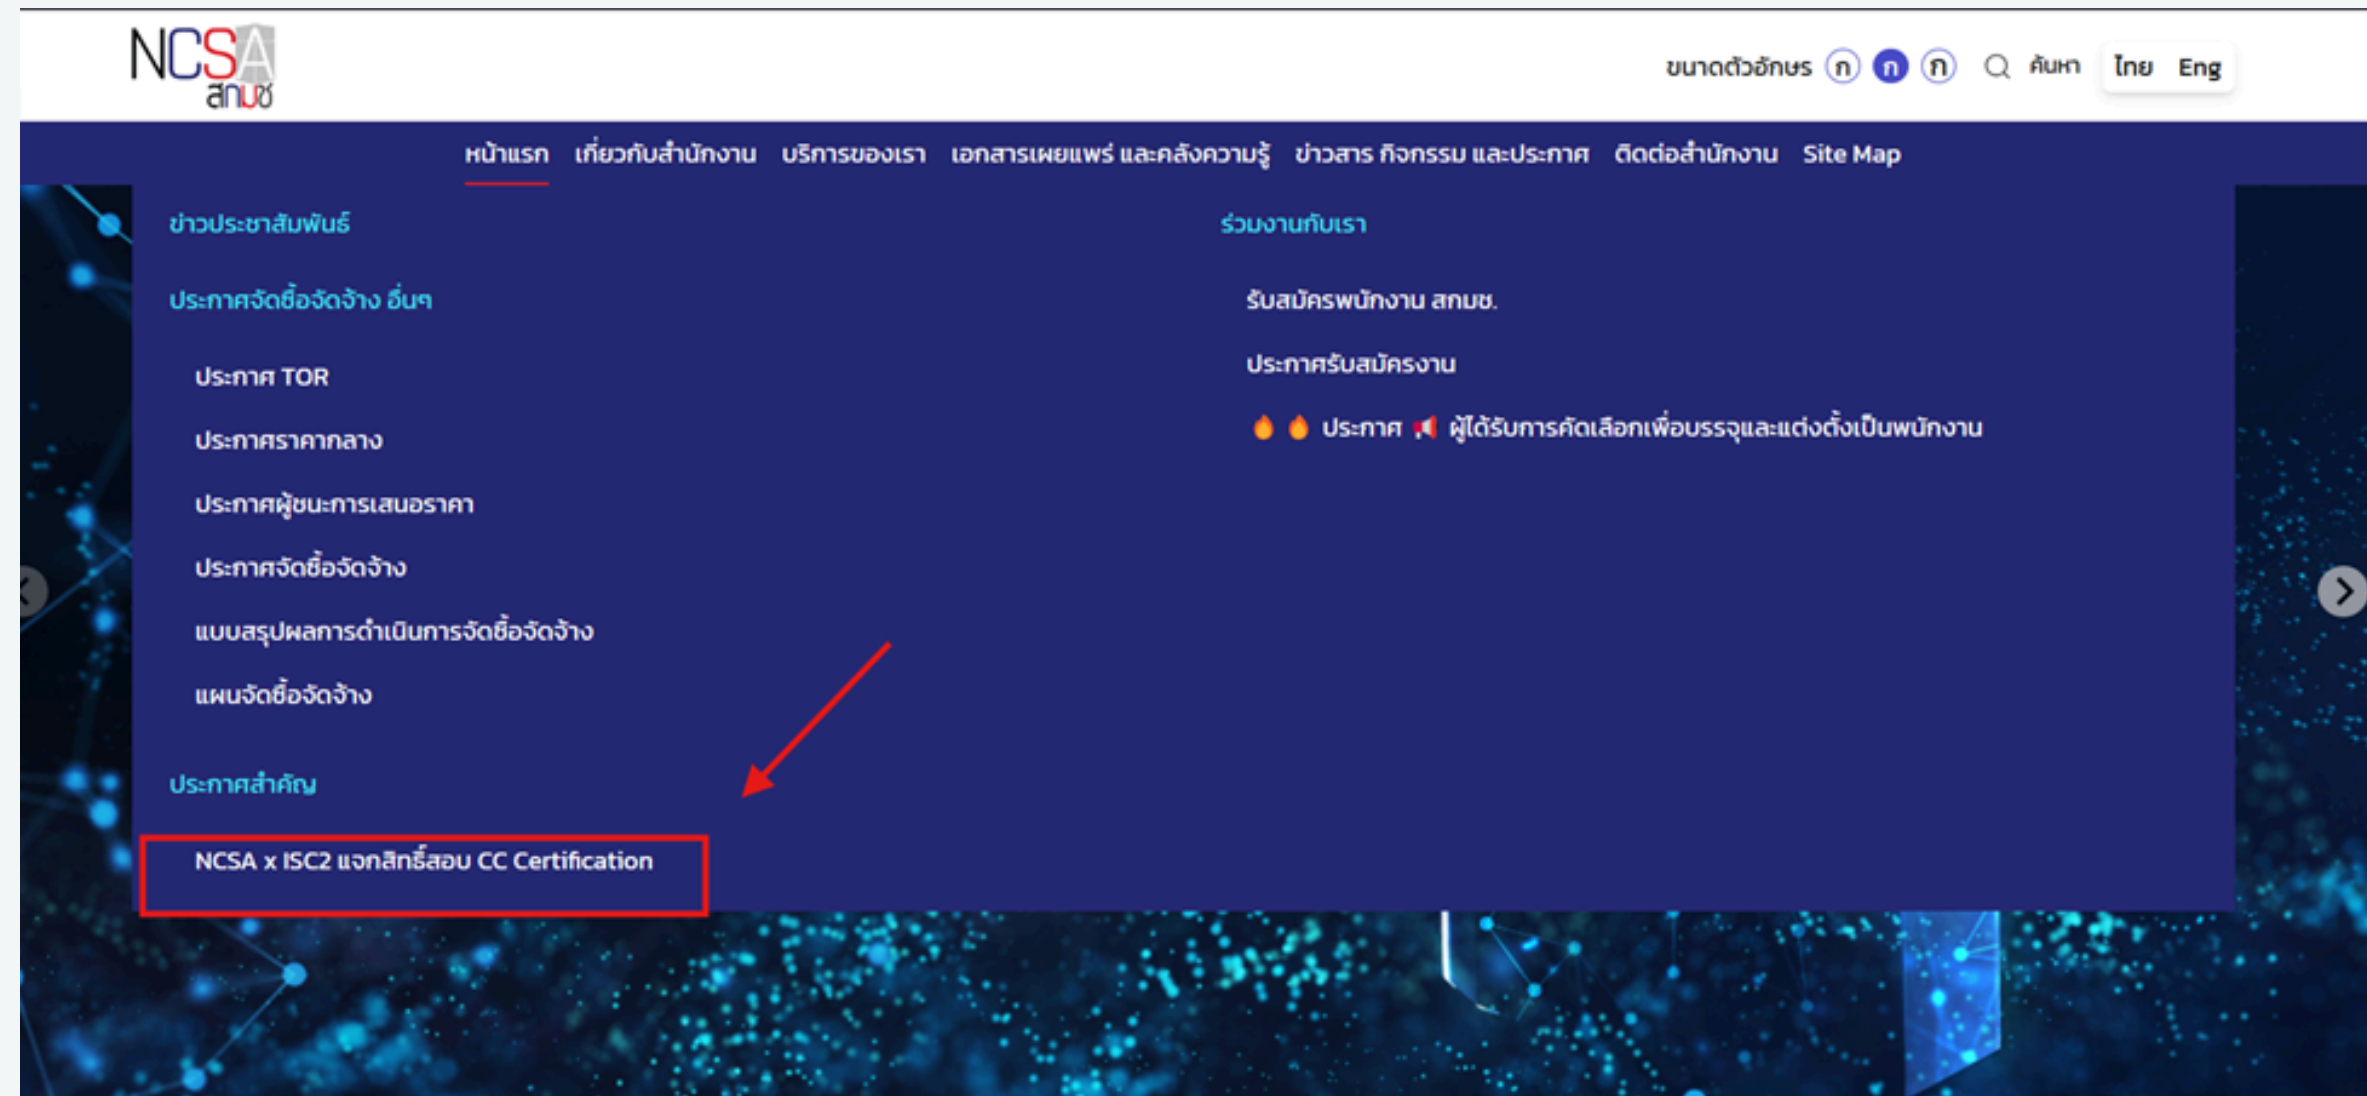 NCSA
สกมช
ขนาดตัวอักษร ก ก ก ค้นหา ไทย Eng
หน้าแรก เกี่ยวกับสำนักงาน บริการของเรา เอกสารเผยแพร่ และคลังความรู้ ข่าวสาร กิจกรรม และประกาศ ติดต่อสำนักงาน Site Map
ข่าวประชาสัมพันธ์
ประกาศจัดซื้อจัดจ้าง อื่นๆ
ประกาศ TOR
ประกาศราคากลาง
ประกาศผู้ชนะการเสนอราคา
ประกาศจัดซื้อจัดจ้าง
แบบสรุปผลการดำเนินการจัดซื้อจัดจ้าง
แผนจัดซื้อจัดจ้าง
ประกาศสำคัญ
NCSA x ISC2 แจกสิทธิ์สอบ CC Certification
ร่วมงานกับเรา
รับสมัครพนักงาน สกมช.
ประกาศรับสมัครงาน
🔥 🔥 ประกาศ 📢 ผู้ได้รับการคัดเลือกเพื่อบรรจุและแต่งตั้งเป็นพนักงาน